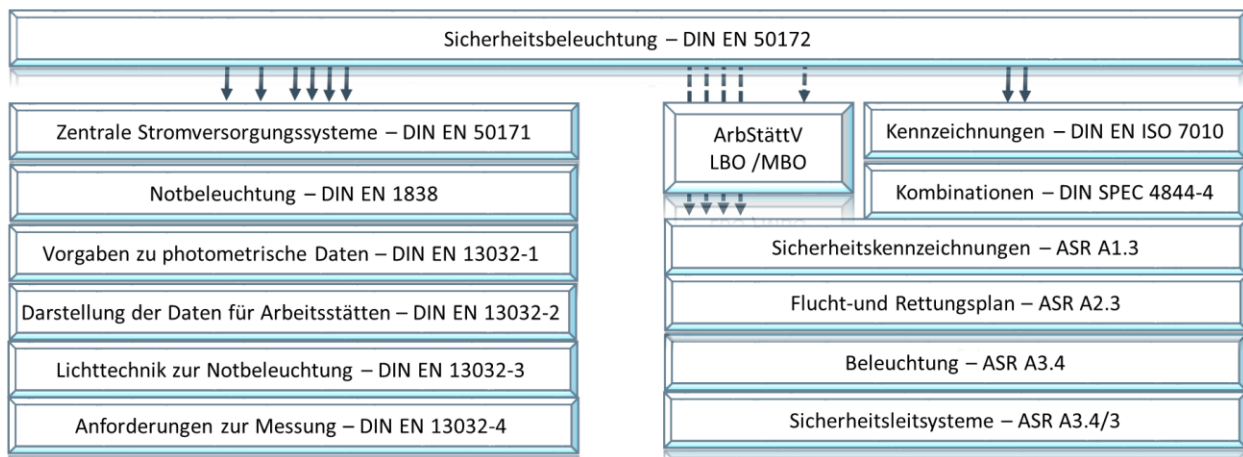 Sicherheitsbeleuchtung – DIN EN 50172
Zentrale Stromversorgungssysteme – DIN EN 50171
Notbeleuchtung – DIN EN 1838
Vorgaben zu photometrische Daten – DIN EN 13032-1
Darstellung der Daten für Arbeitsstätten – DIN EN 13032-2
Lichttechnik zur Notbeleuchtung – DIN EN 13032-3
Anforderungen zur Messung – DIN EN 13032-4
ArbStättV
LBO /MBO
Kennzeichnungen – DIN EN ISO 7010
Kombinationen – DIN SPEC 4844-4
Sicherheitskennzeichnungen – ASR A1.3
Flucht-und Rettungsplan – ASR A2.3
Beleuchtung – ASR A3.4
Sicherheitsleitsysteme – ASR A3.4/3